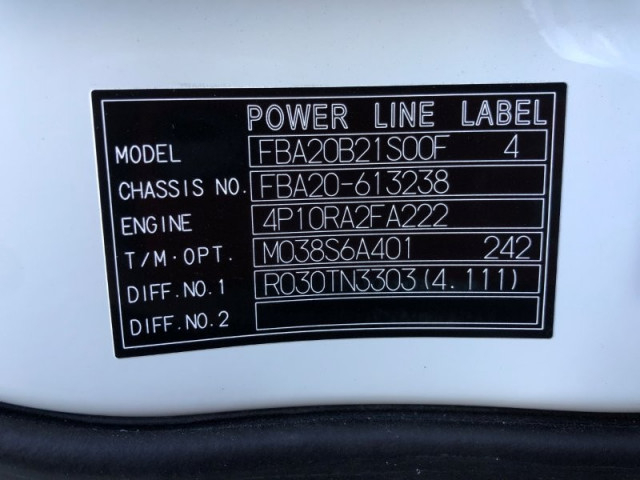 POWER LINE LABEL
MODEL FBA20B21S00F 4
CHASSIS NO. FBA20-613238
ENGINE 4P10RA2FA222
T/M·OPT. M038S6A401 242
DIFF.NO.1 R030TN3303(4.111)
DIFF.NO.2